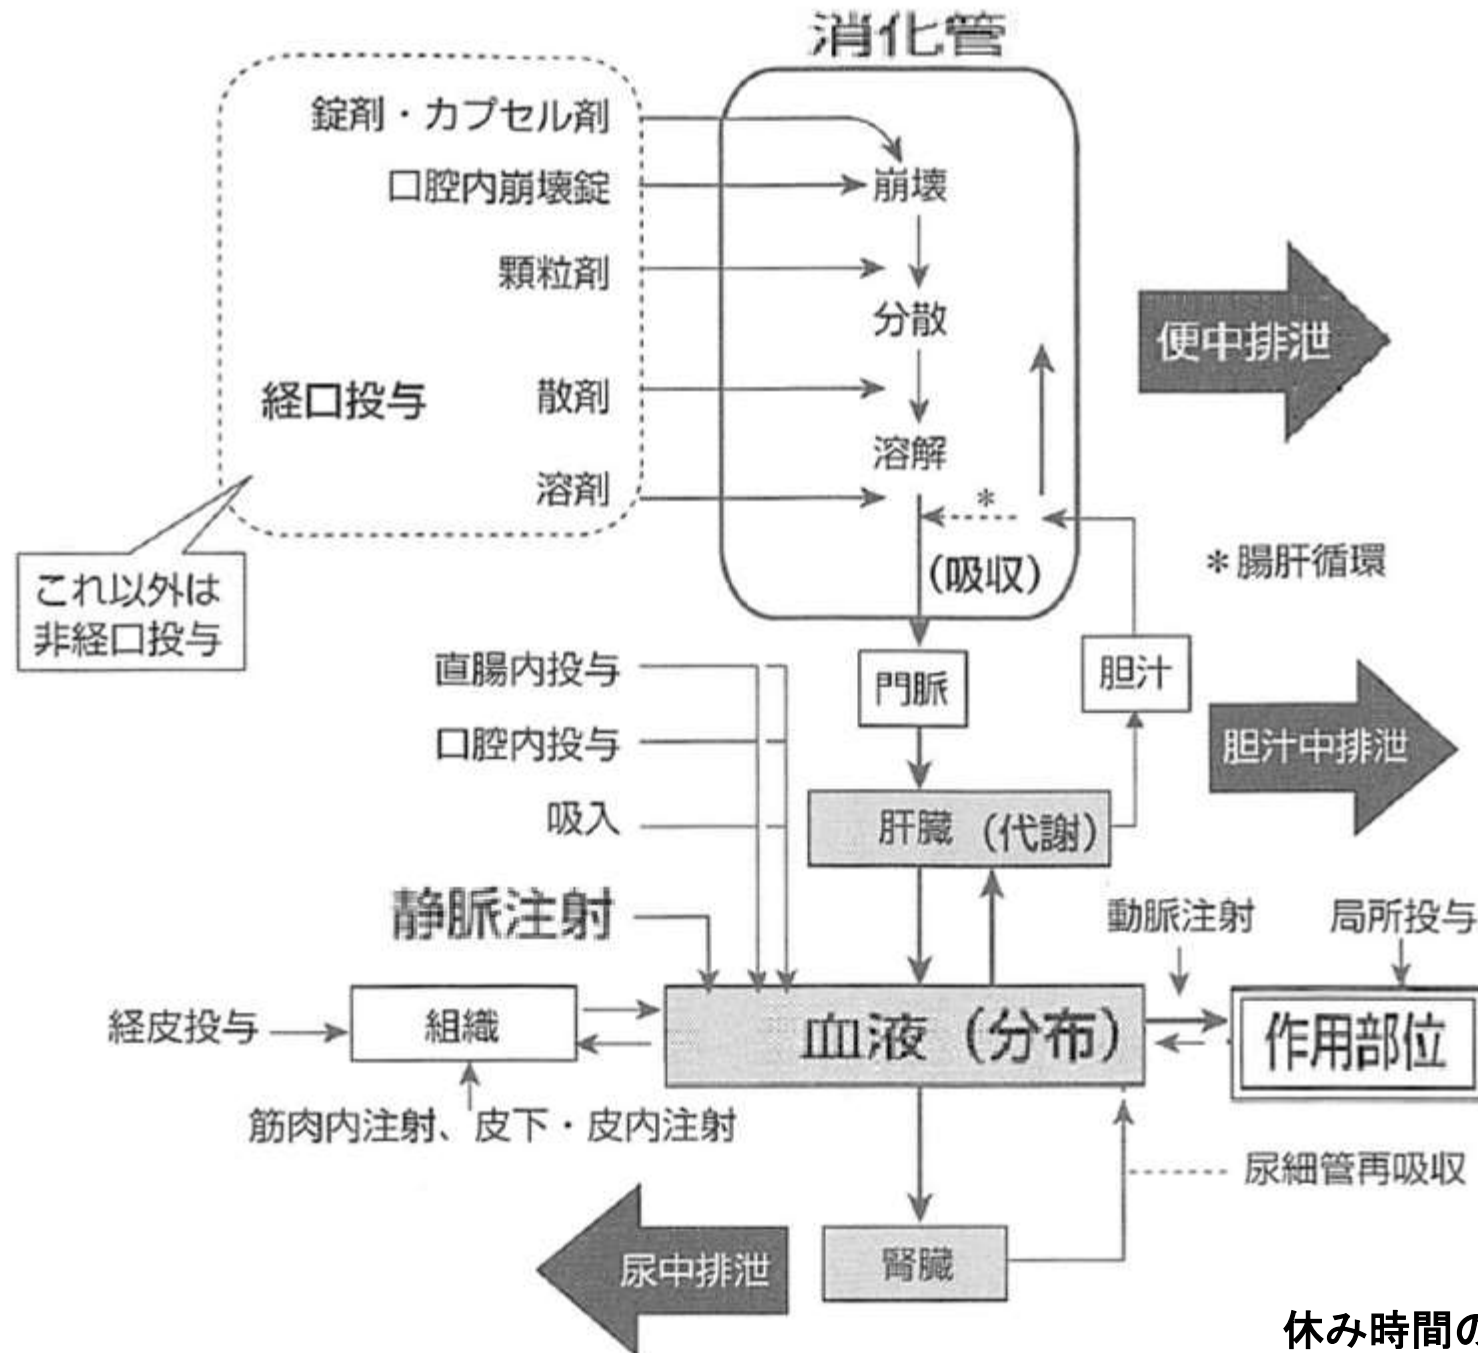 消化管
錠剤・カプセル剤
口腔内崩壊錠
崩壊
顆粒剤
分散
便中排泄
経口投与
散剤
溶解
溶剤
*
(吸収)
*腸肝循環
これ以外は
非経口投与
直腸内投与
門脈
胆汁
口腔内投与
胆汁中排泄
吸入
肝臓 (代謝)
静脈注射
動脈注射
局所投与
経皮投与
組織
血液 (分布)
作用部位
筋肉内注射、皮下・皮内注射
尿細管再吸収
尿中排泄
腎臓
休み時間の